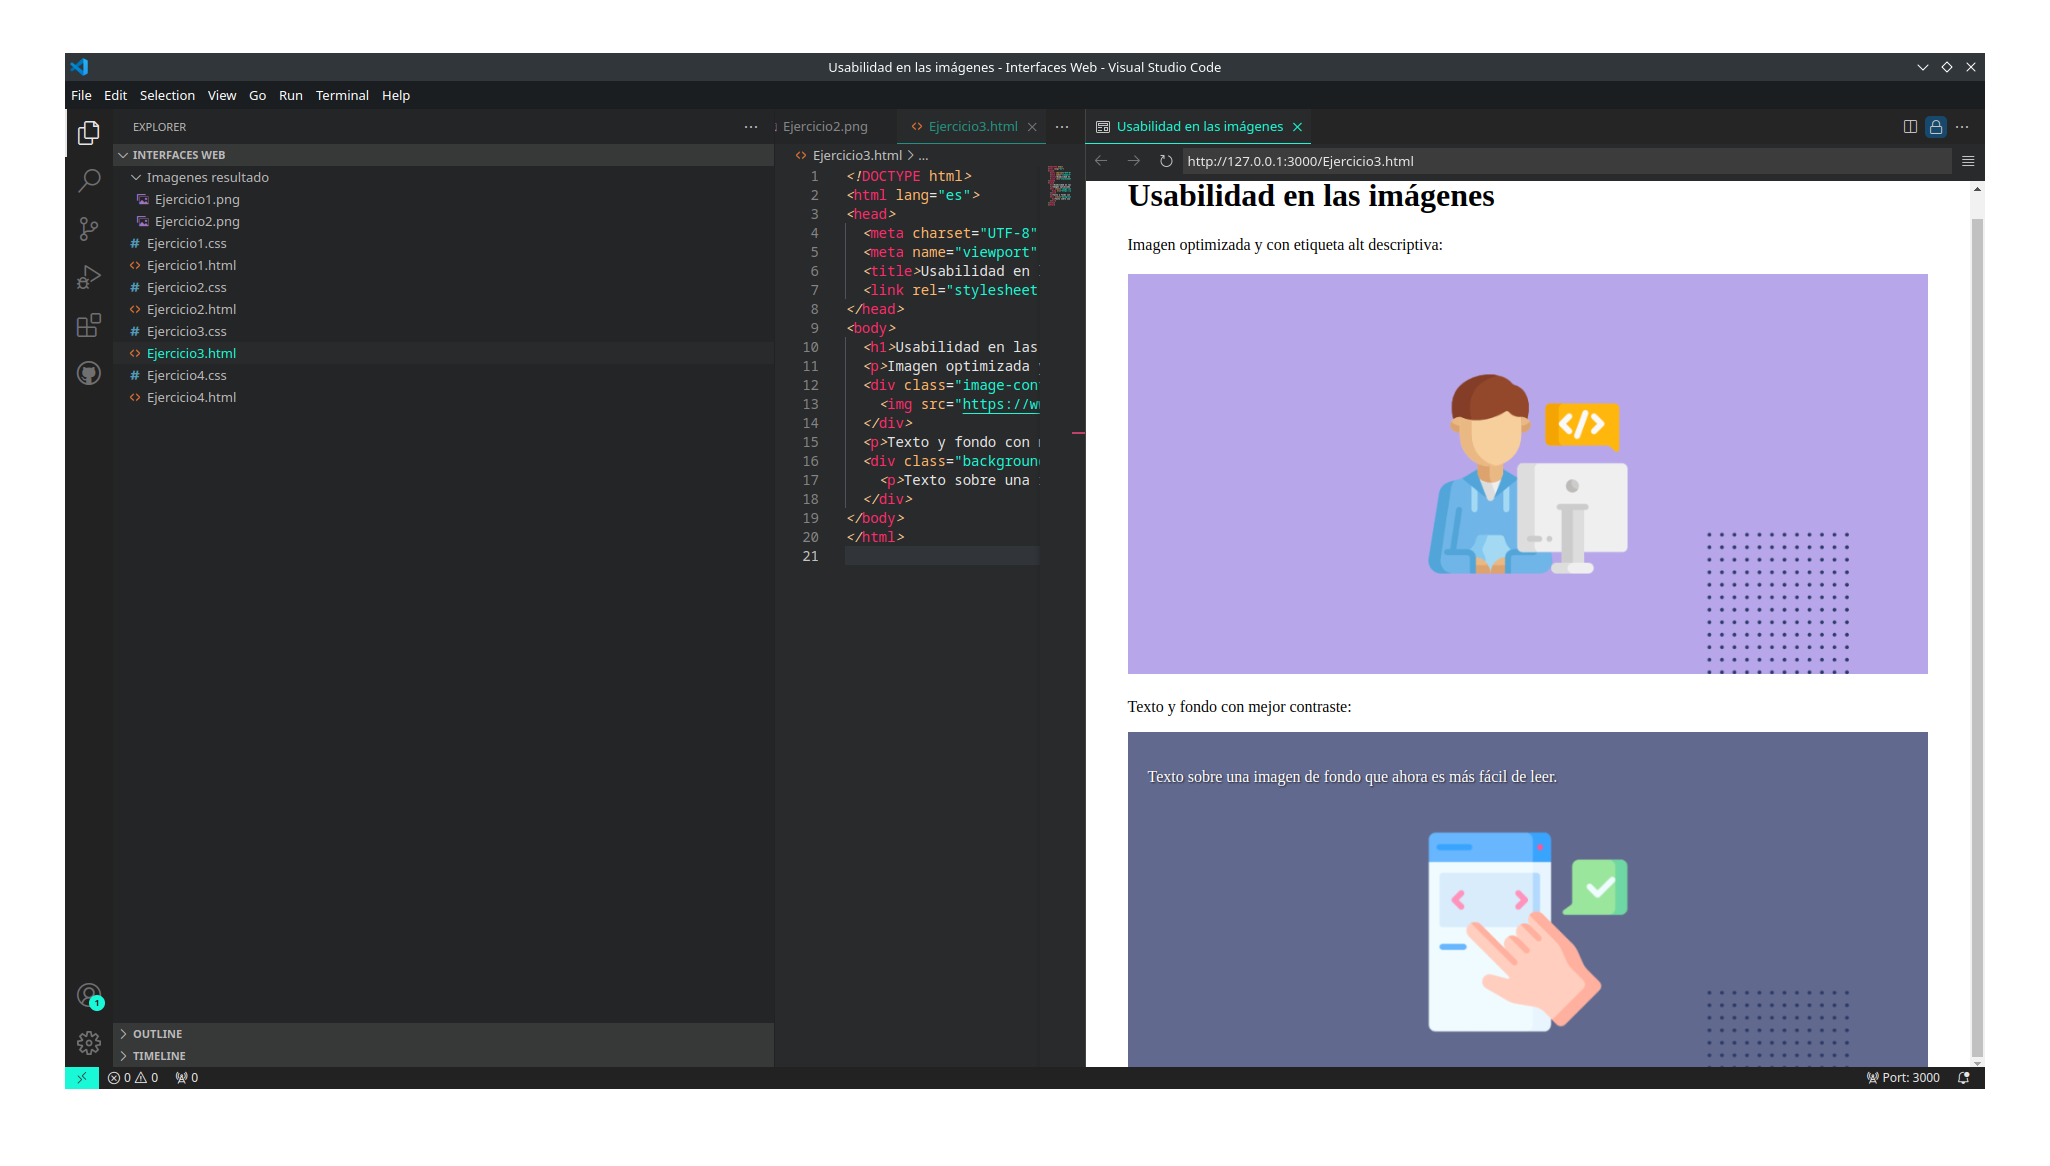 Usabilidad en las imágenes - Interfaces Web - Visual Studio Code
File Edit Selection View Go Run Terminal Help
EXPLORER
INTERFACES WEB
Imagenes resultado
Ejercicio1.png
Ejercicio2.png
Ejercicio1.css
Ejercicio1.html
Ejercicio2.css
Ejercicio2.html
Ejercicio3.css
Ejercicio3.html
Ejercicio4.css
Ejercicio4.html
OUTLINE
TIMELINE
1
Ejercicio2.png Ejercicio3.html
Ejercicio3.html > ...
1 <!DOCTYPE html>
2 <html lang="es">
3 <head>
4 <meta charset="UTF-8"
5 <meta name="viewport"
6 <title>Usabilidad en
7 <link rel="stylesheet
8 </head>
9 <body>
10 <h1>Usabilidad en las
11 <p>Imagen optimizada
12 <div class="image-con
13 <img src="https://w
14 </div>
15 <p>Texto y fondo con
16 <div class="backgroun
17 <p>Texto sobre una
18 </div>
19 </body>
20 </html>
21
Usabilidad en las imágenes
http://127.0.0.1:3000/Ejercicio3.html
Usabilidad en las imágenes
Imagen optimizada y con etiqueta alt descriptiva:
</>
Texto y fondo con mejor contraste:
Texto sobre una imagen de fondo que ahora es más fácil de leer.
0 0 0
Port: 3000